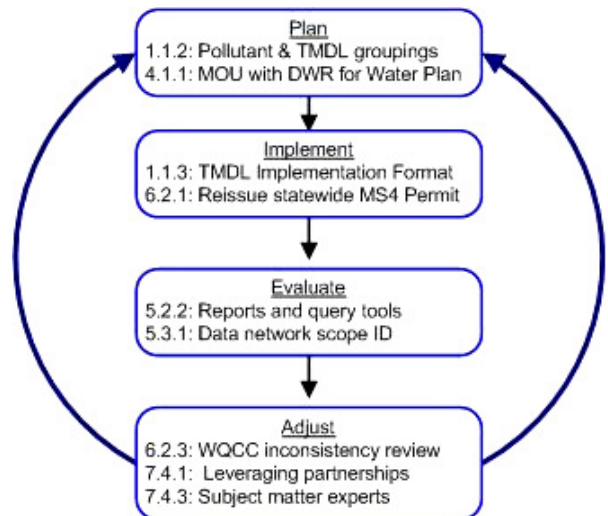 Plan
1.1.2: Pollutant & TMDL groupings
4.1.1: MOU with DWR for Water Plan
Implement
1.1.3: TMDL Implementation Format
6.2.1: Reissue statewide MS4 Permit
Evaluate
5.2.2: Reports and query tools
5.3.1: Data network scope ID
Adjust
6.2.3: WQCC inconsistency review
7.4.1: Leveraging partnerships
7.4.3: Subject matter experts